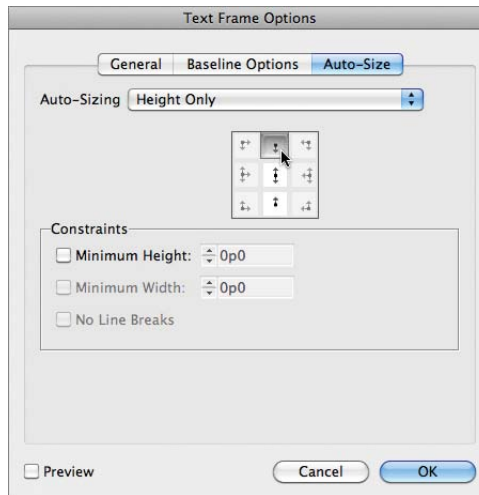 Text Frame Options
General Baseline Options Auto-Size
Auto-Sizing Height Only
Constraints
Minimum Height: 0p0
Minimum Width: 0p0
No Line Breaks
Preview Cancel OK